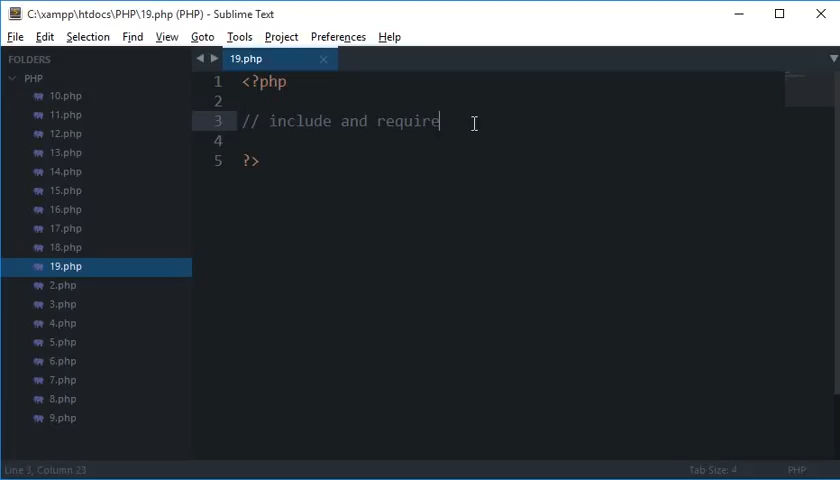 C:\xampp\htdocs\PHP\19.php (PHP) - Sublime Text
File Edit Selection Find View Goto Tools Project Preferences Help
FOLDERS
PHP
10.php
11.php
12.php
13.php
14.php
15.php
16.php
17.php
18.php
19.php
2.php
3.php
4.php
5.php
6.php
7.php
8.php
9.php
19.php
1 <?php
2
3 // include and require
4
5 ?>
Line 3, Column 23 Tab Size: 4 PHP